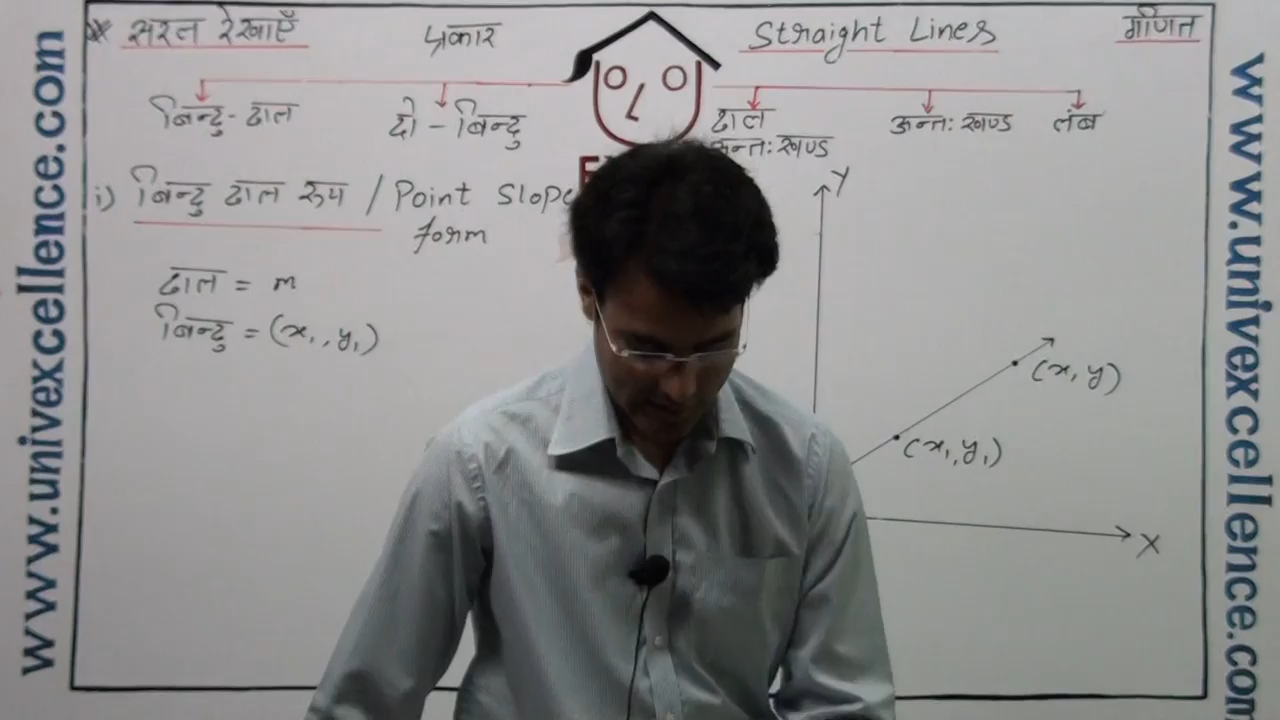 * सरल रेखाएँ प्रकार Straight Lines गणित
बिन्दु-ढाल दो-बिन्दु ढाल अन्तः खण्ड लंब
अन्तः खण्ड
i) बिन्दु ढाल रूप / Point Slope
form
ढाल = m
बिन्दु = (x₁, y₁)
Y
(x, y)
(x₁, y₁)
X
www.univexcellence.com
www.univexcellence.com